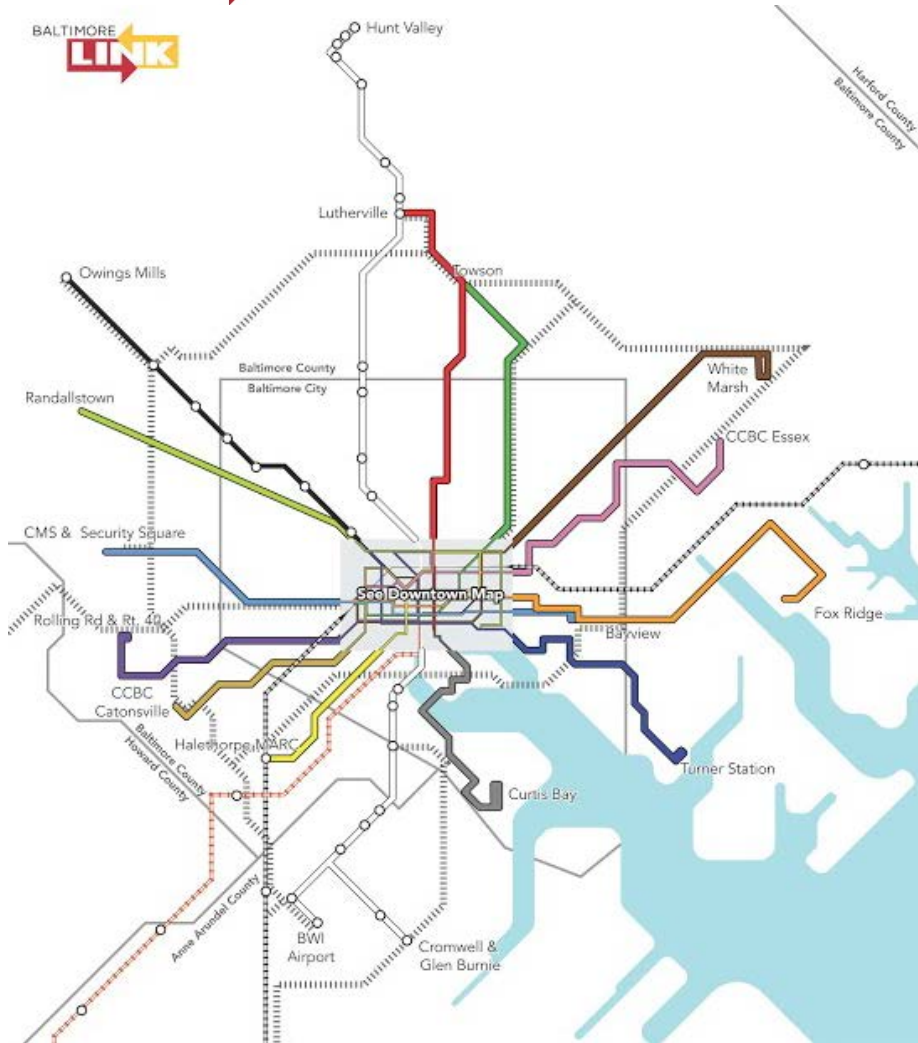 BALTIMORE
LINK
Hunt Valley
Harford County
Baltimore County
Lutherville
Towson
Owings Mills
Baltimore County
Baltimore City
White
Marsh
Randallstown
CCBC Essex
CMS & Security Square
See Downtown Map
Fox Ridge
Rolling Rd & Rt. 40
Bayview
CCBC
Catonsville
Baltimore County
Howard County
Halethorpe MARC
Turner Station
Curtis Bay
Anne Arundel County
BWI
Airport
Cromwell &
Glen Burnie